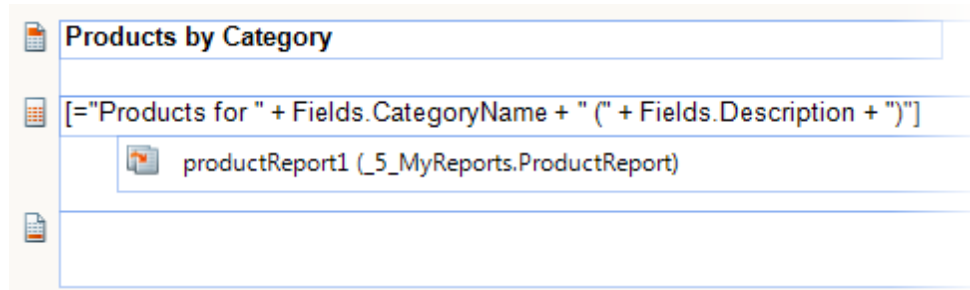 Products by Category
[="Products for " + Fields.CategoryName + " (" + Fields.Description + ")"]
productReport1 (_5_MyReports.ProductReport)